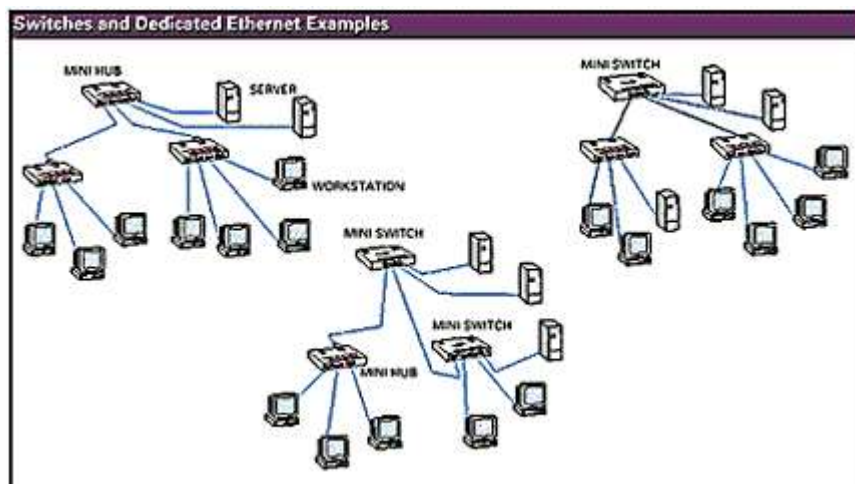 Switches and Dedicated Ethernet Examples
MINI HUB
SERVER
WORKSTATION
MINI SWITCH
MINI SWITCH
MINI SWITCH
MINI HUB